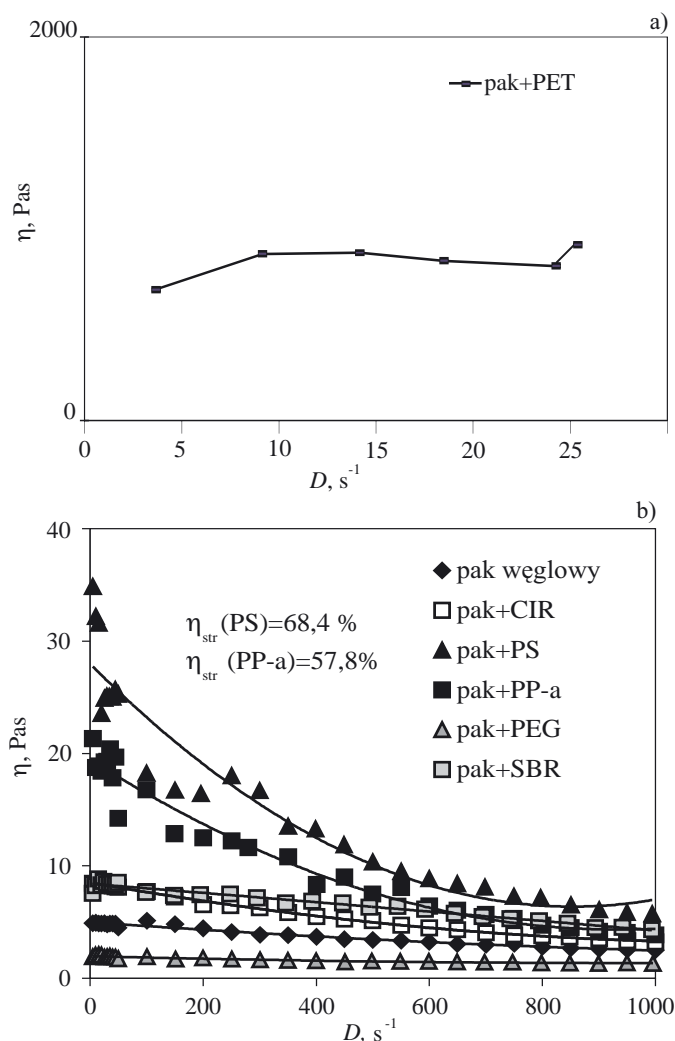 a)
2000
pak+PET
η, Pas
0
0 5 10 15 20 25
D, s⁻¹
b)
40
pak węglowy
pak+CIR
ηstr (PS)=68,4 %
30
pak+PS
ηstr (PP-a)=57,8%
pak+PP-a
pak+PEG
η, Pas
20
pak+SBR
10
0
0 200 400 600 800 1000
D, s⁻¹